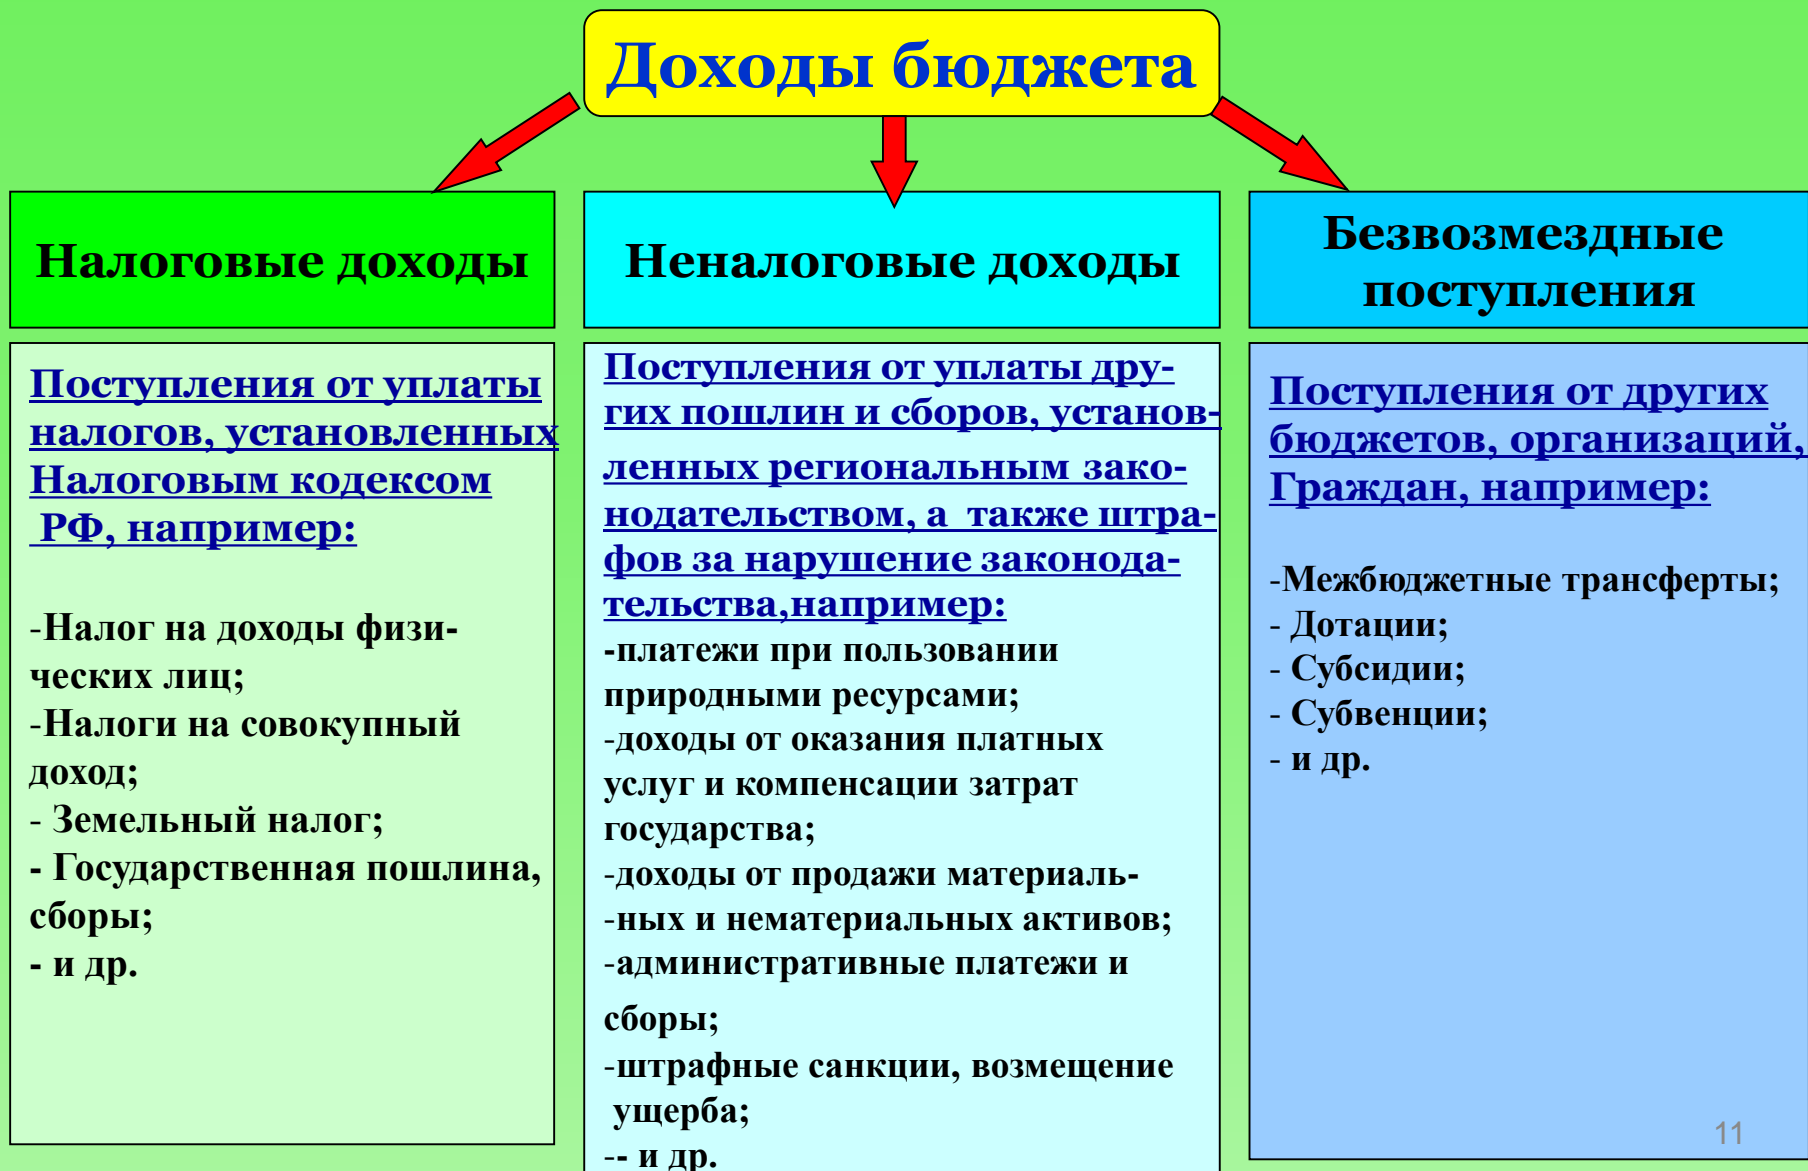 Доходы бюджета
Налоговые доходы
Поступления от уплаты
налогов, установленных
Налоговым кодексом
РФ, например:
-Налог на доходы физи-
ческих лиц;
-Налоги на совокупный
доход;
- Земельный налог;
- Государственная пошлина,
сборы;
- и др.
Неналоговые доходы
Поступления от уплаты дру-
гих пошлин и сборов, установ-
ленных региональным зако-
нодательством, а также штра-
фов за нарушение законода-
тельства,например:
-платежи при пользовании
природными ресурсами;
-доходы от оказания платных
услуг и компенсации затрат
государства;
-доходы от продажи материаль-
-ных и нематериальных активов;
-административные платежи и
сборы;
-штрафные санкции, возмещение
ущерба;
-- и др.
Безвозмездные
поступления
Поступления от других
бюджетов, организаций,
Граждан, например:
-Межбюджетные трансферты;
- Дотации;
- Субсидии;
- Субвенции;
- и др.
11